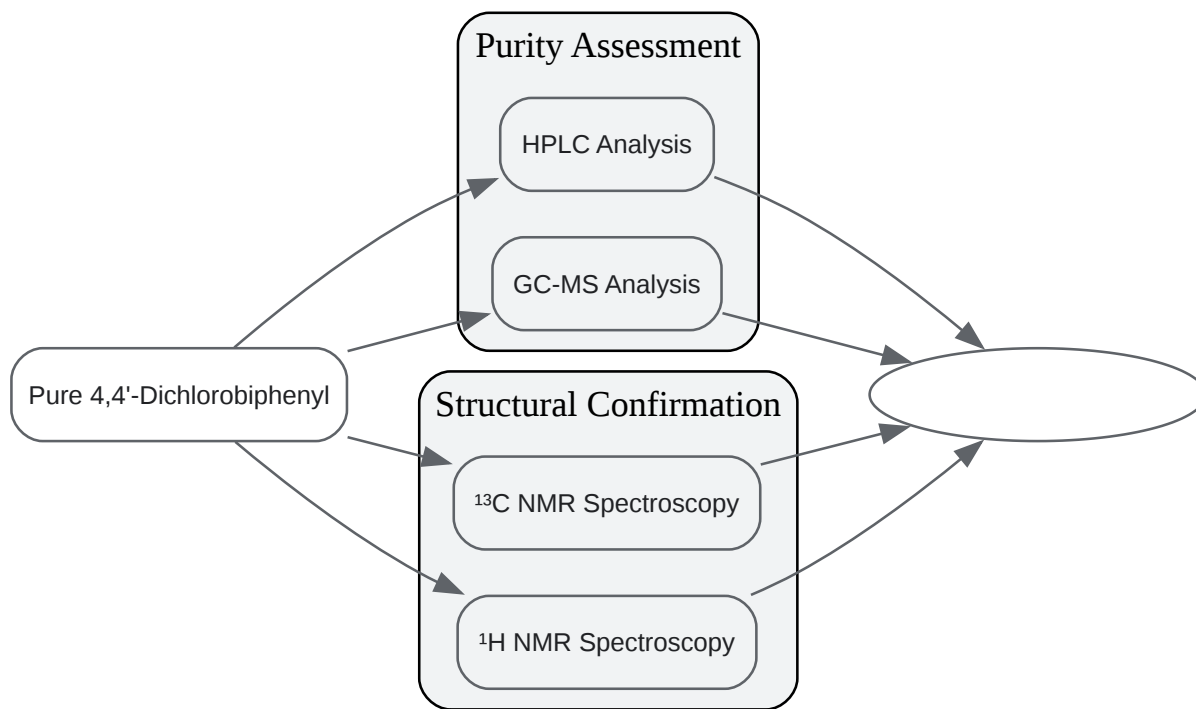 Purity Assessment
HPLC Analysis
GC-MS Analysis
Pure 4,4'-Dichlorobiphenyl
Structural Confirmation
¹³C NMR Spectroscopy
¹H NMR Spectroscopy